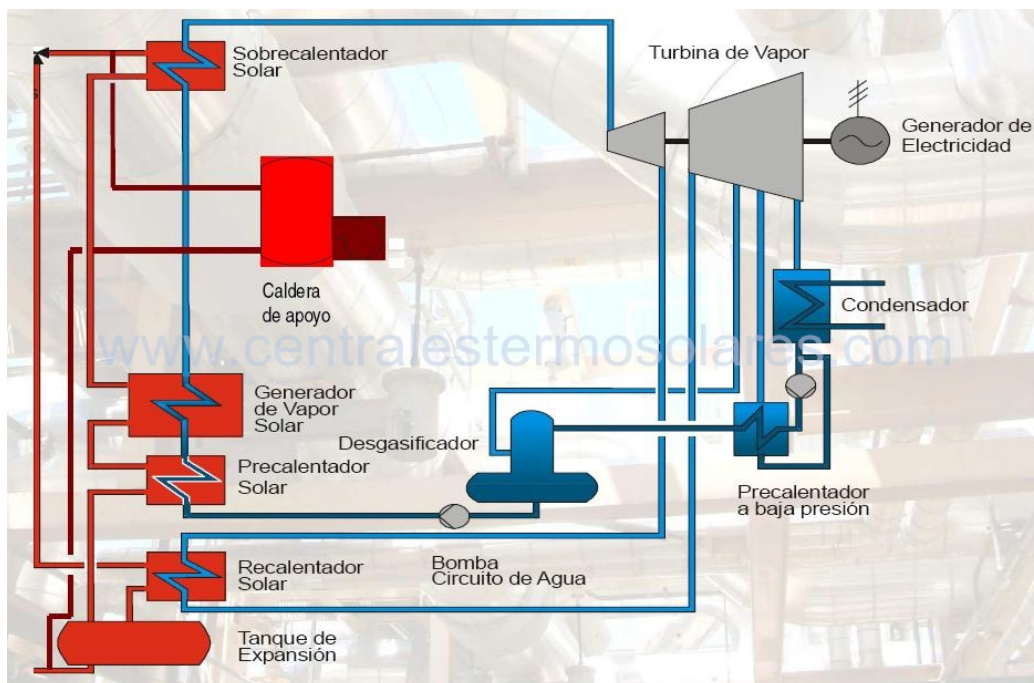 Sobrecalentador
Solar
Turbina de Vapor
Generador de
Electricidad
Caldera
de apoyo
Condensador
www.centralestermosolares.com
Generador
de Vapor
Solar
Desgasificador
Precalentador
Solar
Precalentador
a baja presión
Recalentador
Solar
Bomba
Circuito de Agua
Tanque de
Expansión